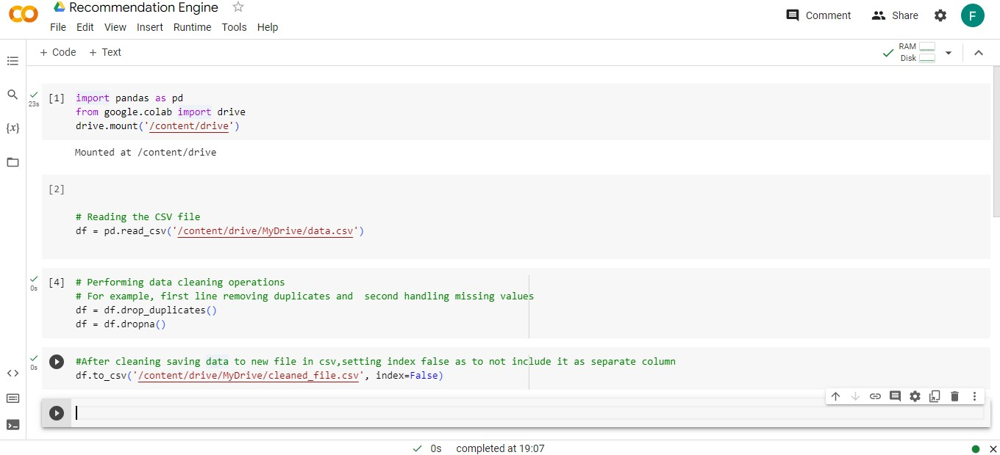 CO Recommendation Engine
File Edit View Insert Runtime Tools Help
Comment Share F
+ Code + Text
RAM
Disk
23s
[1] import pandas as pd
from google.colab import drive
drive.mount('/content/drive')
Mounted at /content/drive
{x}
[2]
# Reading the CSV file
df = pd.read_csv('/content/drive/MyDrive/data.csv')
0s
[4] # Performing data cleaning operations
# For example, first line removing duplicates and  second handling missing values
df = df.drop_duplicates()
df = df.dropna()
0s
#After cleaning saving data to new file in csv,setting index false as to not include it as separate column
df.to_csv('/content/drive/MyDrive/cleaned_file.csv', index=False)
0s completed at 19:07